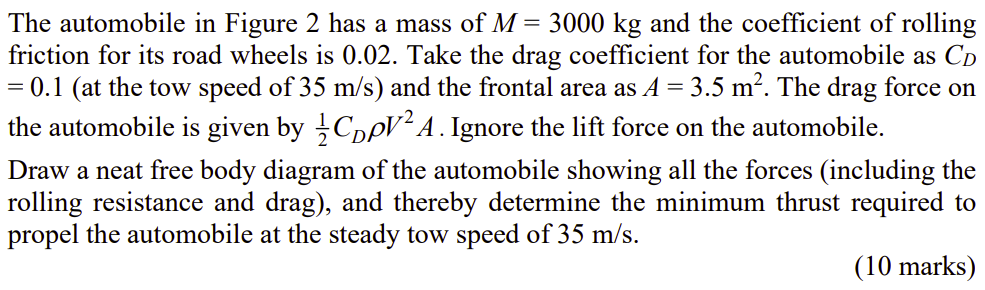 The automobile in Figure 2 has a mass of M = 3000 kg and the coefficient of rolling
friction for its road wheels is 0.02. Take the drag coefficient for the automobile as C_D
= 0.1 (at the tow speed of 35 m/s) and the frontal area as A = 3.5 m². The drag force on
the automobile is given by ½ C_D ρV² A. Ignore the lift force on the automobile.
Draw a neat free body diagram of the automobile showing all the forces (including the
rolling resistance and drag), and thereby determine the minimum thrust required to
propel the automobile at the steady tow speed of 35 m/s.
(10 marks)